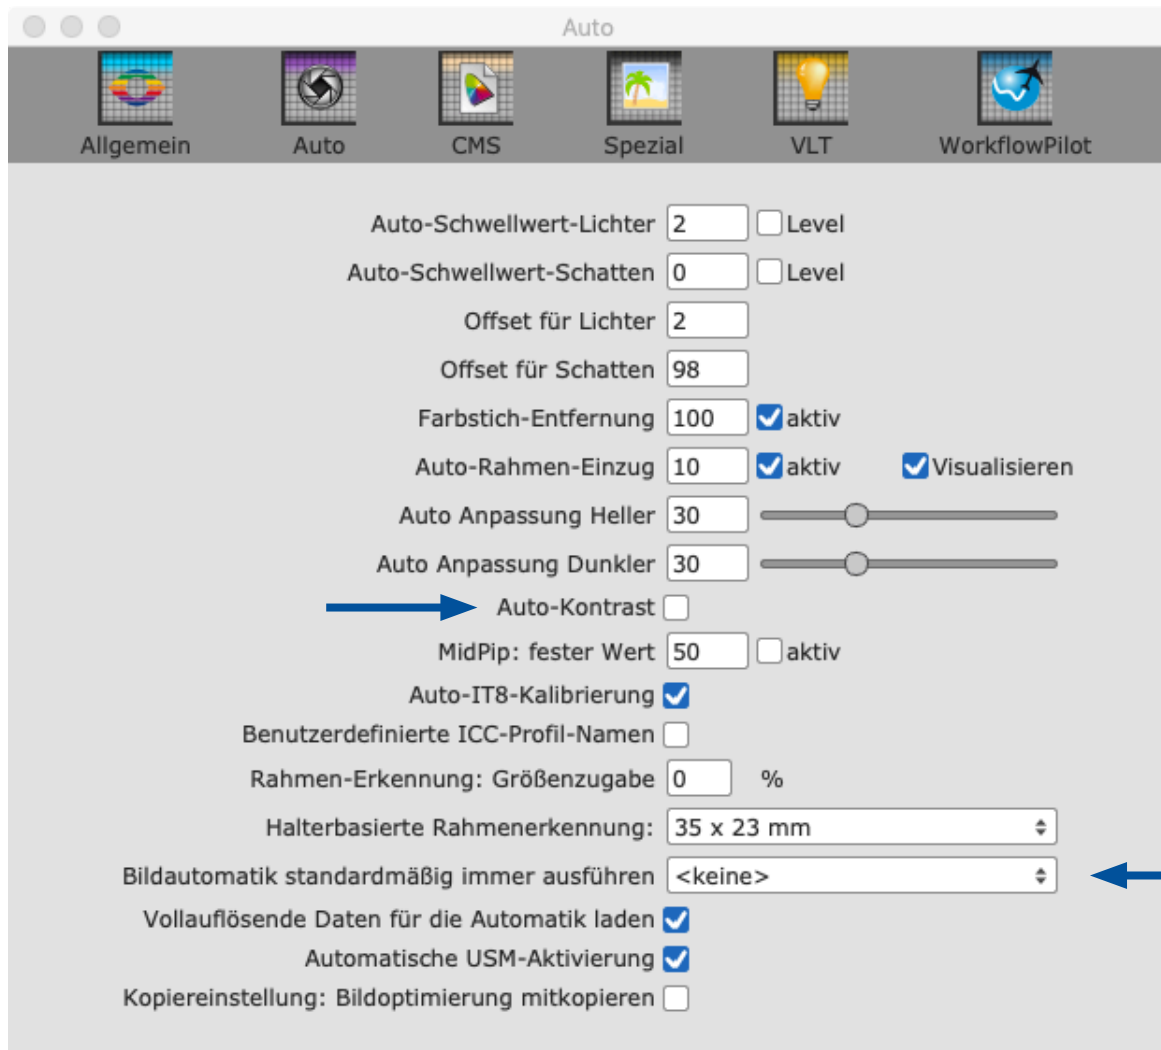 Auto
Allgemein Auto CMS Spezial VLT WorkflowPilot
Auto-Schwellwert-Lichter 2 Level
Auto-Schwellwert-Schatten 0 Level
Offset für Lichter 2
Offset für Schatten 98
Farbstich-Entfernung 100 aktiv
Auto-Rahmen-Einzug 10 aktiv Visualisieren
Auto Anpassung Heller 30
Auto Anpassung Dunkler 30
Auto-Kontrast
MidPip: fester Wert 50 aktiv
Auto-IT8-Kalibrierung
Benutzerdefinierte ICC-Profil-Namen
Rahmen-Erkennung: Größenzugabe 0 %
Halterbasierte Rahmenerkennung: 35 x 23 mm
Bildautomatik standardmäßig immer ausführen <keine>
Vollauflösende Daten für die Automatik laden
Automatische USM-Aktivierung
Kopiereinstellung: Bildoptimierung mitkopieren